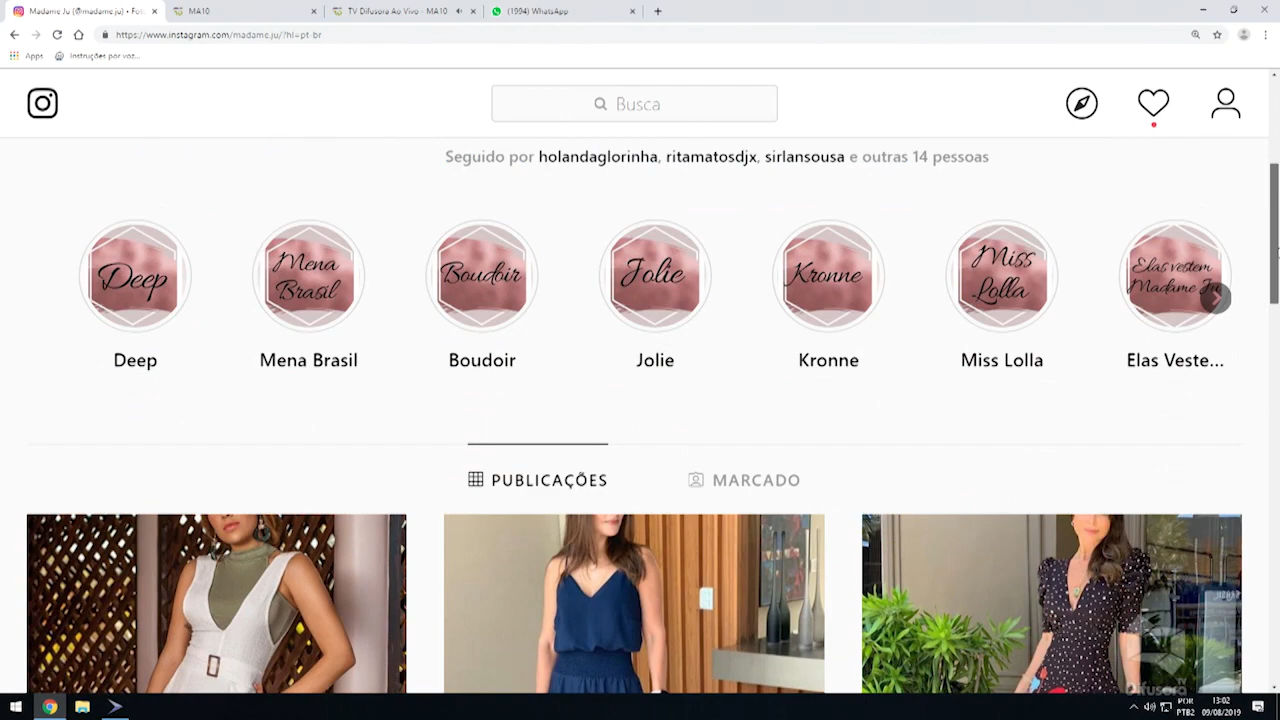 Madame Ju (@madame.ju) • Fot
MA10
TV Difusora Ao Vivo - MA10
(1994) WhatsApp
https://www.instagram.com/madame.ju/?hl=pt-br
Apps
Instruções por voz...
Busca
Seguido por holandaglorinha, ritamatosdjx, sirlansousa e outras 14 pessoas
Deep
Mena
Brasil
Boudoir
Jolie
Kronne
Miss
Lolla
Elas vestem
Madame Ju
Deep
Mena Brasil
Boudoir
Jolie
Kronne
Miss Lolla
Elas Veste...
PUBLICAÇÕES
MARCADO
TV
Difusora
POR
PTB2
13:02
09/08/2019